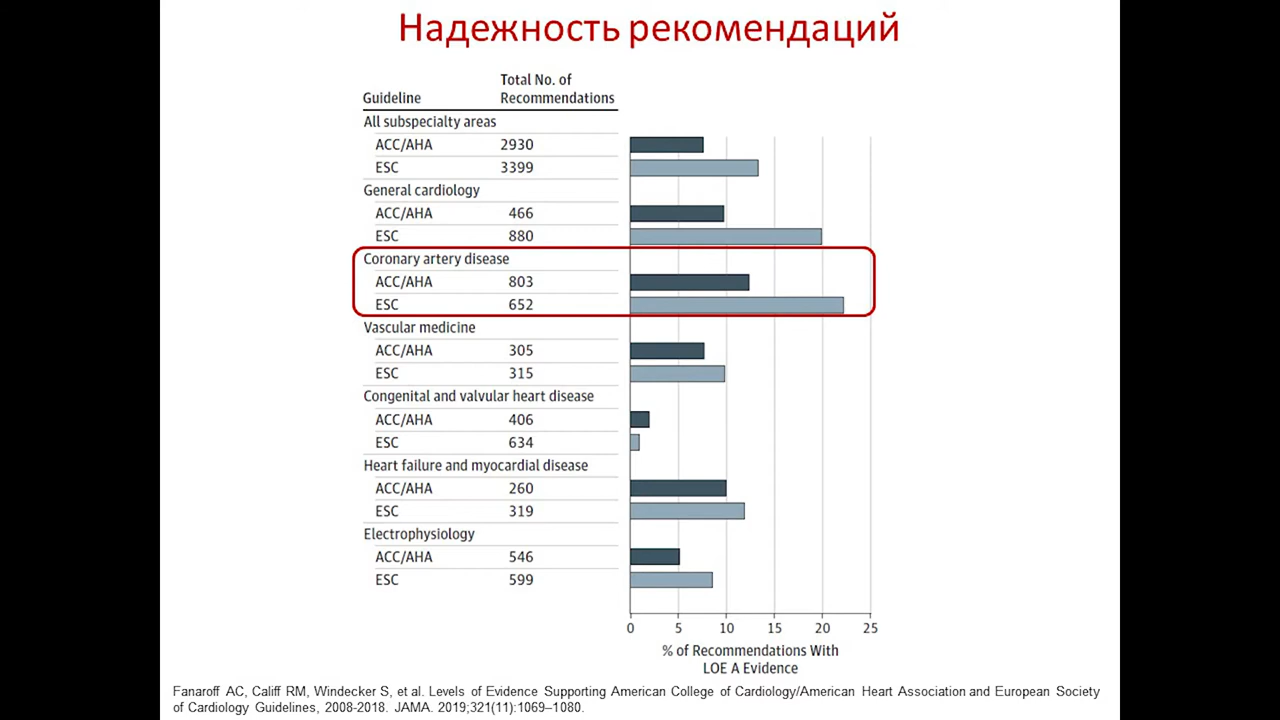 Надежность рекомендаций
Total No. of
Guideline Recommendations
All subspecialty areas
ACC/AHA 2930
ESC 3399
General cardiology
ACC/AHA 466
ESC 880
Coronary artery disease
ACC/AHA 803
ESC 652
Vascular medicine
ACC/AHA 305
ESC 315
Congenital and valvular heart disease
ACC/AHA 406
ESC 634
Heart failure and myocardial disease
ACC/AHA 260
ESC 319
Electrophysiology
ACC/AHA 546
ESC 599
0 5 10 15 20 25
% of Recommendations With
LOE A Evidence
Fanaroff AC, Califf RM, Windecker S, et al. Levels of Evidence Supporting American College of Cardiology/American Heart Association and European Society
of Cardiology Guidelines, 2008-2018. JAMA. 2019;321(11):1069–1080.